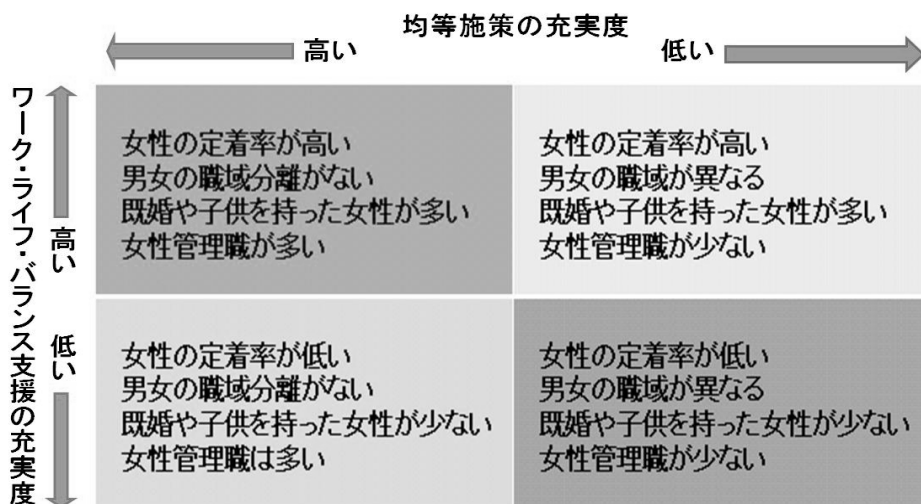 均等施策の充実度
高い
低い
ワーク・ライフ・バランス支援の充実度
高い
低い
女性の定着率が高い
男女の職域分離がない
既婚や子供を持った女性が多い
女性管理職が多い
女性の定着率が高い
男女の職域が異なる
既婚や子供を持った女性が多い
女性管理職が少ない
女性の定着率が低い
男女の職域分離がない
既婚や子供を持った女性が少ない
女性管理職は多い
女性の定着率が低い
男女の職域が異なる
既婚や子供を持った女性が少ない
女性管理職が少ない